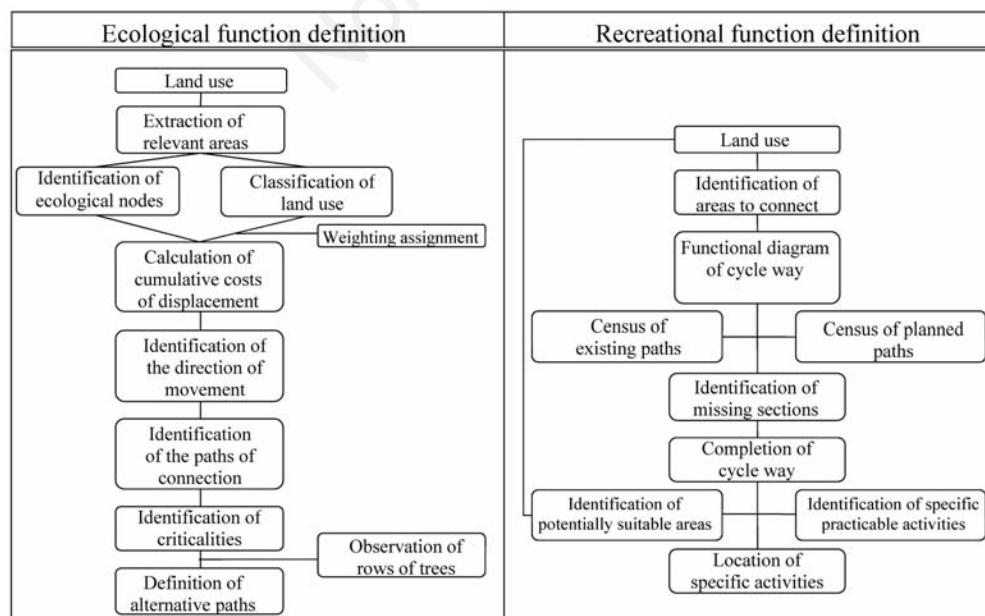 Ecological function definition
Recreational function definition
Land use
Extraction of
relevant areas
Identification of
ecological nodes
Classification of
land use
Weighting assignment
Calculation of
cumulative costs
of displacement
Identification of
the direction of
movement
Identification
of the paths of
connection
Identification of
criticalities
Observation of
rows of trees
Definition of
alternative paths
Land use
Identification of
areas to connect
Functional diagram
of cycle way
Census of
existing paths
Census of planned
paths
Identification of
missing sections
Completion of
cycle way
Identification of
potentially suitable areas
Identification of specific
practicable activities
Location of
specific activities